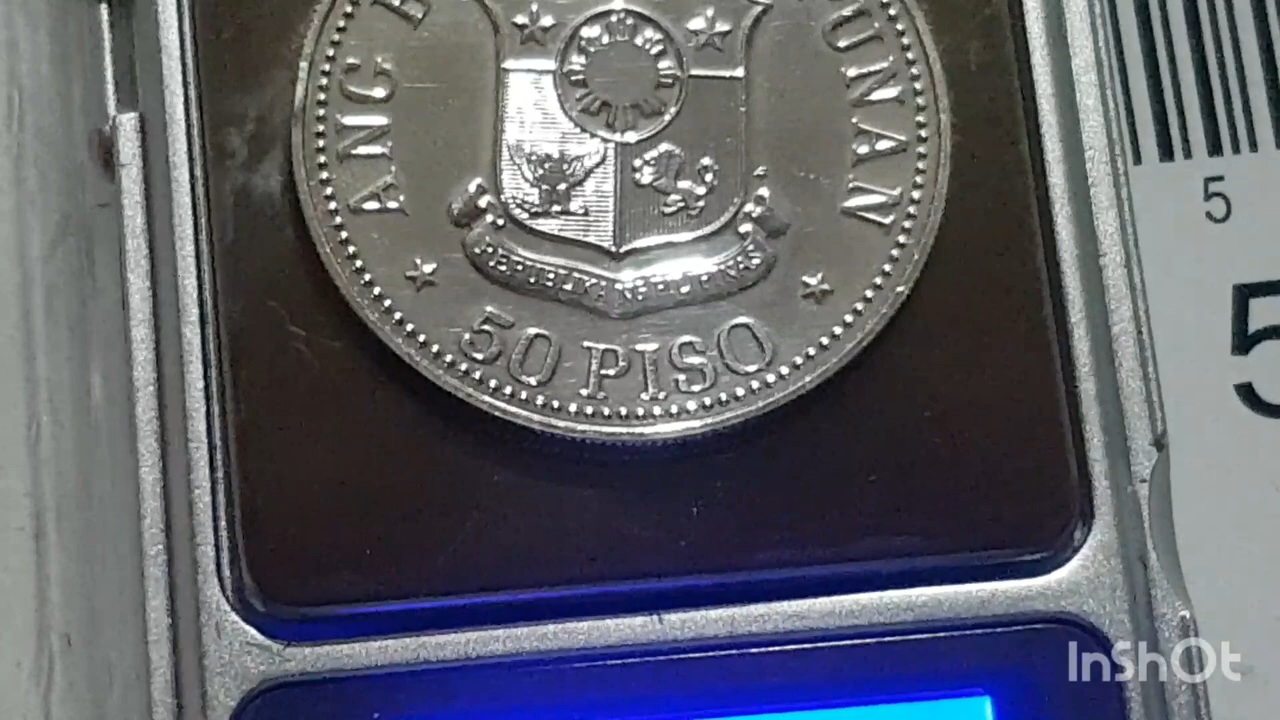 ANG B
UNAN
REPUBLIKA NG PILIPINAS
50 PISO
5
5
InShOt